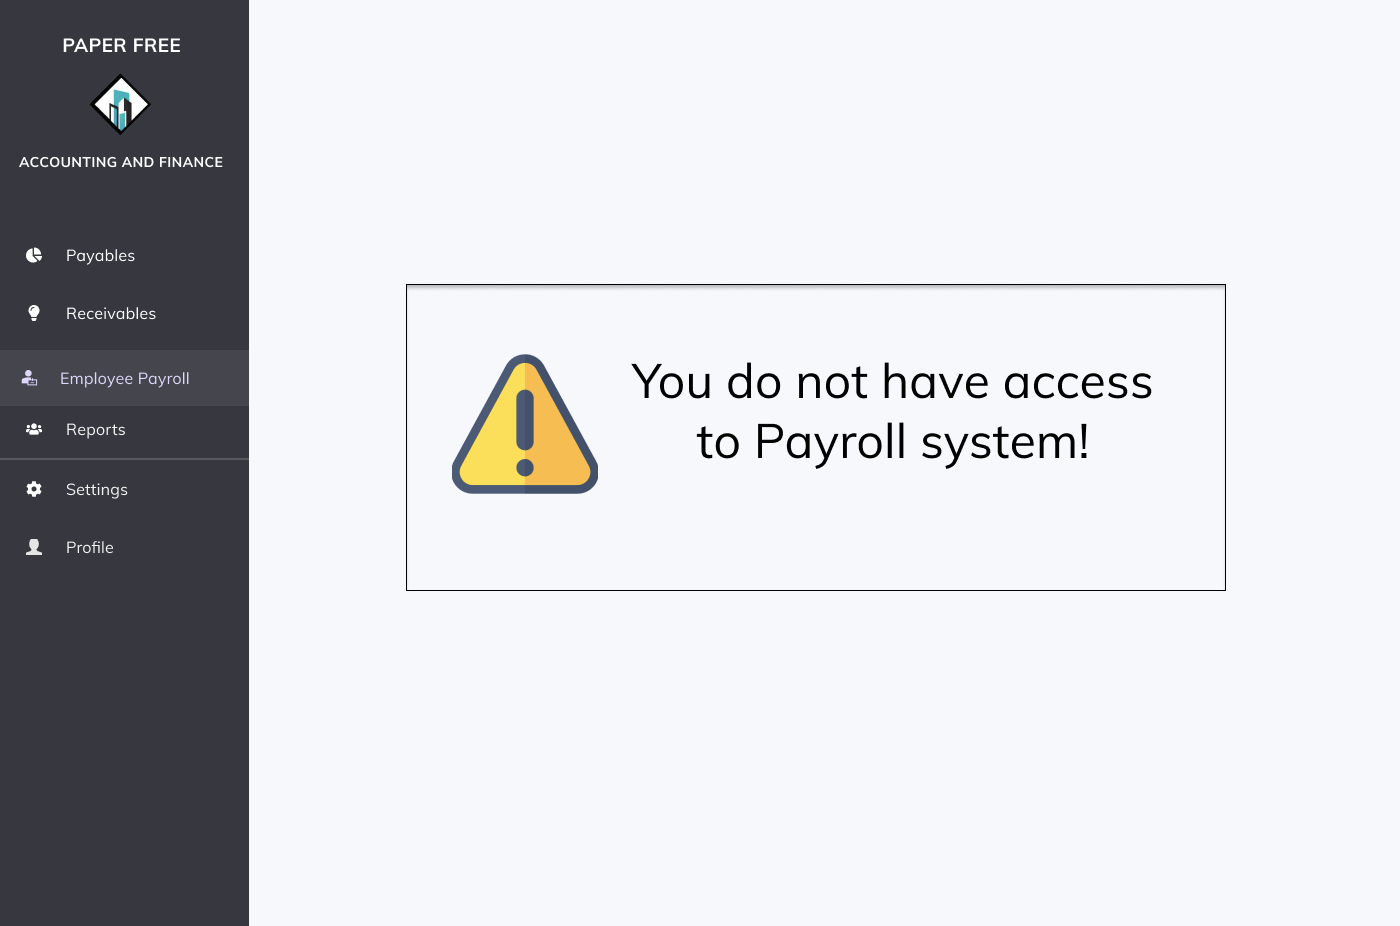 PAPER FREE
ACCOUNTING AND FINANCE
Payables
Receivables
Employee Payroll
Reports
Settings
Profile
You do not have access
to Payroll system!